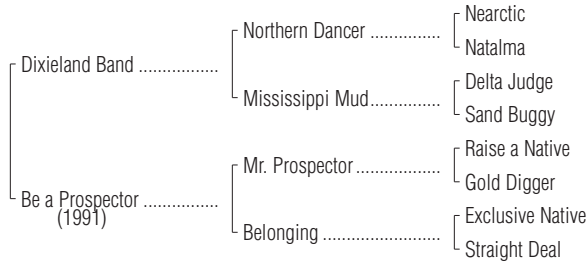 Nearctic
Northern Dancer ...............
Natalma
Dixieland Band ...............
Delta Judge
Mississippi Mud...............
Sand Buggy
Raise a Native
Mr. Prospector ..................
Gold Digger
Be a Prospector ...............
(1991)
Exclusive Native
Belonging .........................
Straight Deal